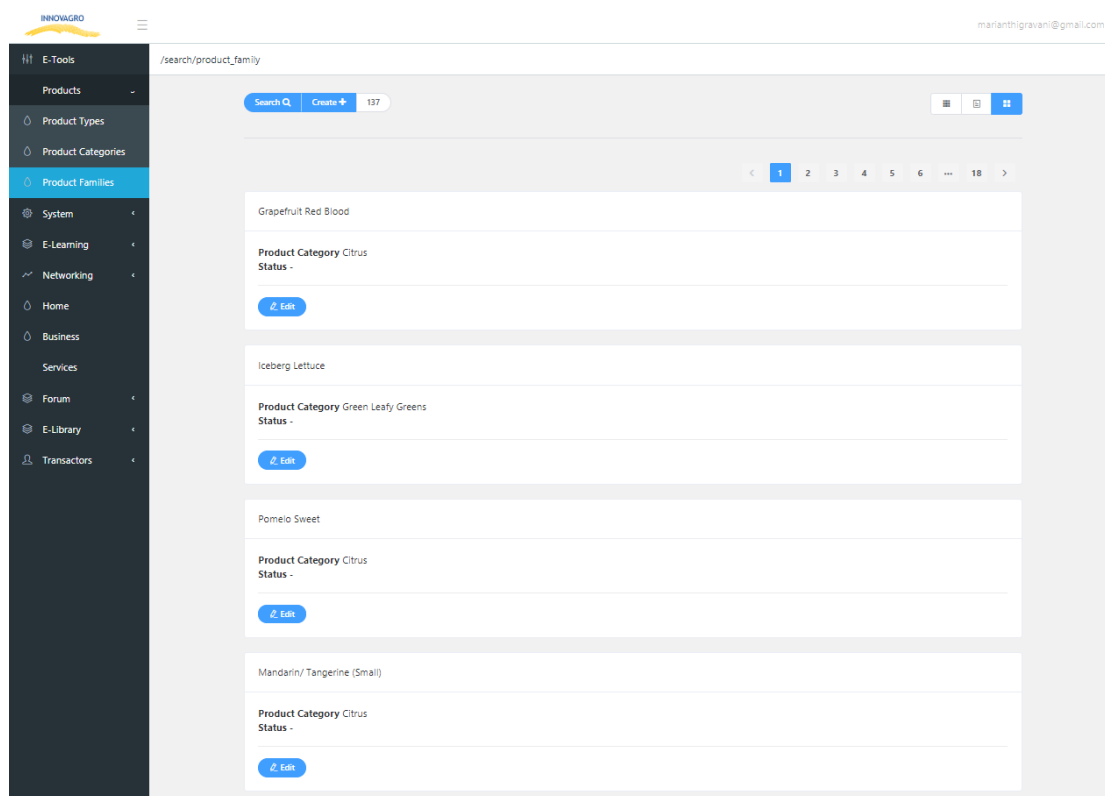 INNOVAGRO
marianthigravani@gmail.com
E-Tools
/search/product_family
Products
Product Types
Product Categories
Product Families
System
E-Learning
Networking
Home
Business
Services
Forum
E-Library
Transactors
Search
Create
137
1 2 3 4 5 6 ... 18
Grapefruit Red Blood
Product Category Citrus
Status -
Edit
Iceberg Lettuce
Product Category Green Leafy Greens
Status -
Edit
Pomelo Sweet
Product Category Citrus
Status -
Edit
Mandarin/ Tangerine (Small)
Product Category Citrus
Status -
Edit